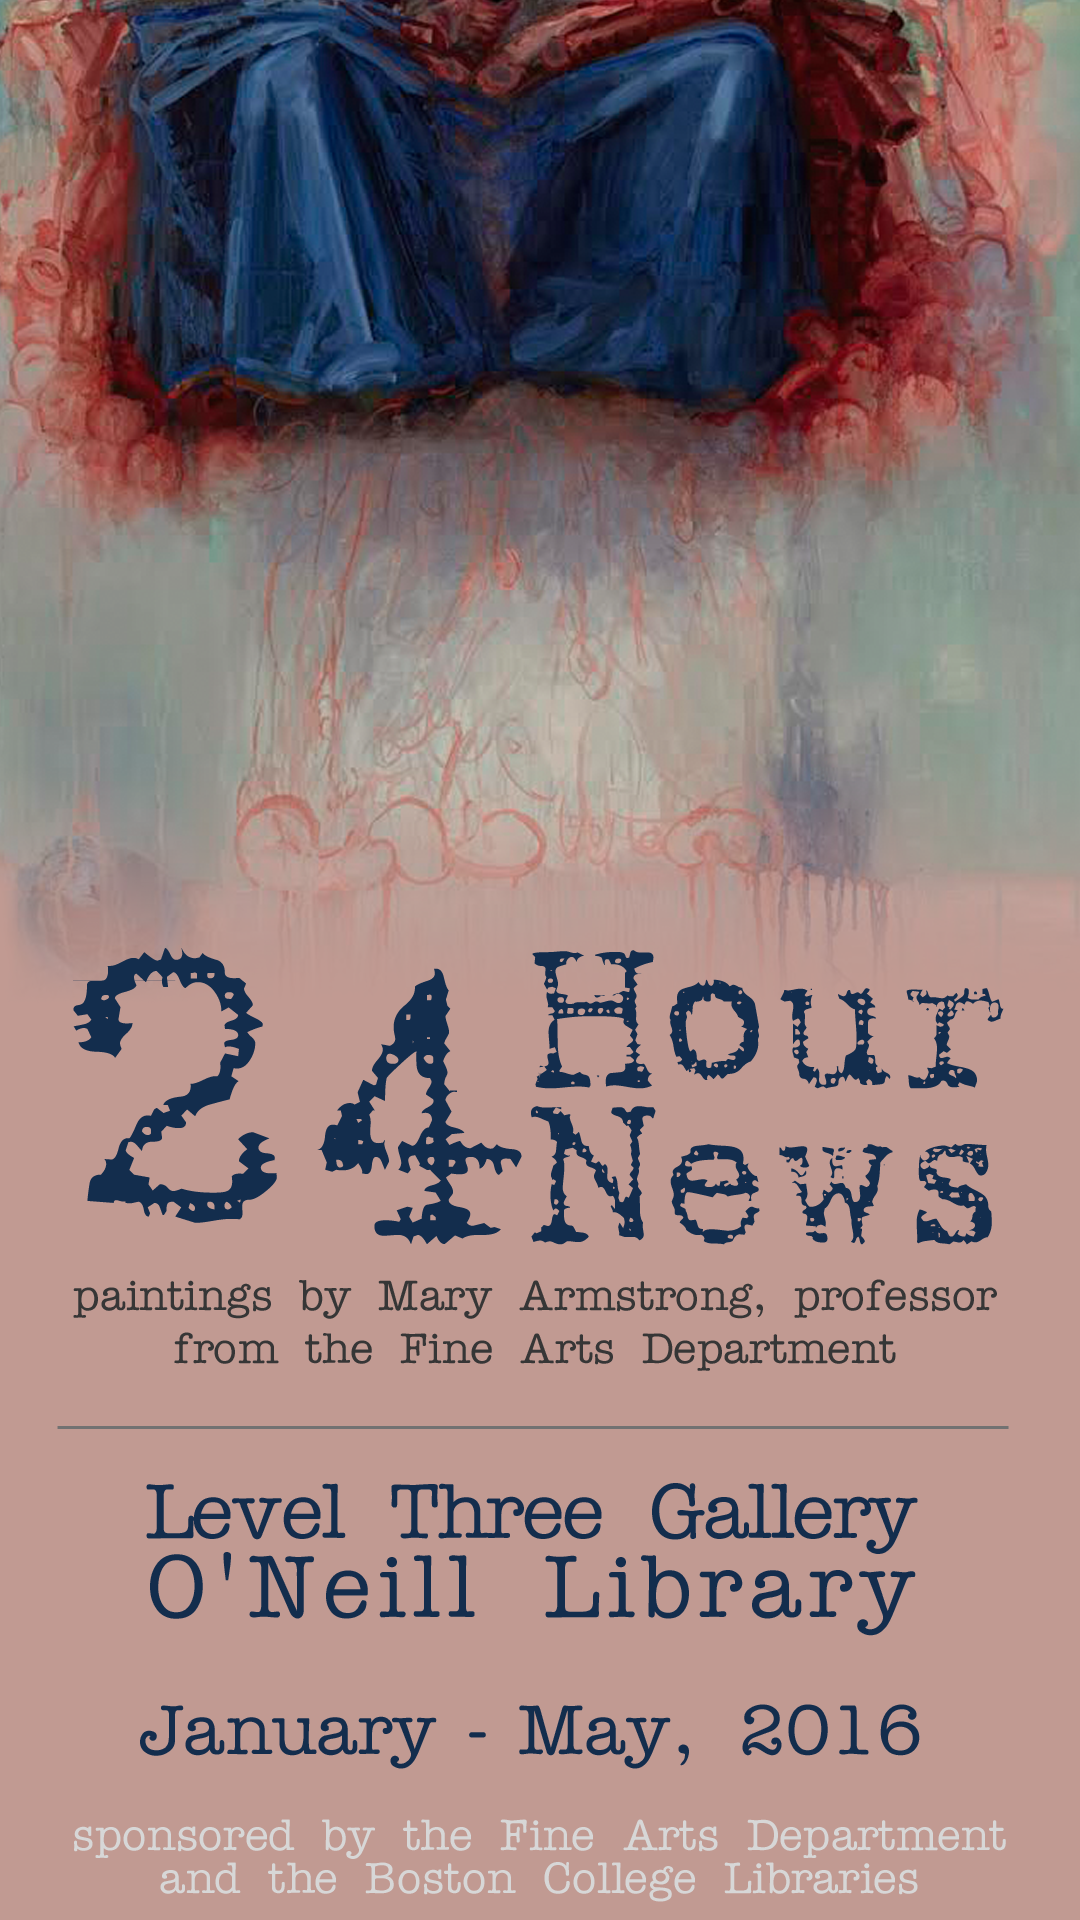 24 Hour
News
paintings by Mary Armstrong, professor
from the Fine Arts Department
Level Three Gallery
O'Neill Library
January - May, 2016
sponsored by the Fine Arts Department
and the Boston College Libraries